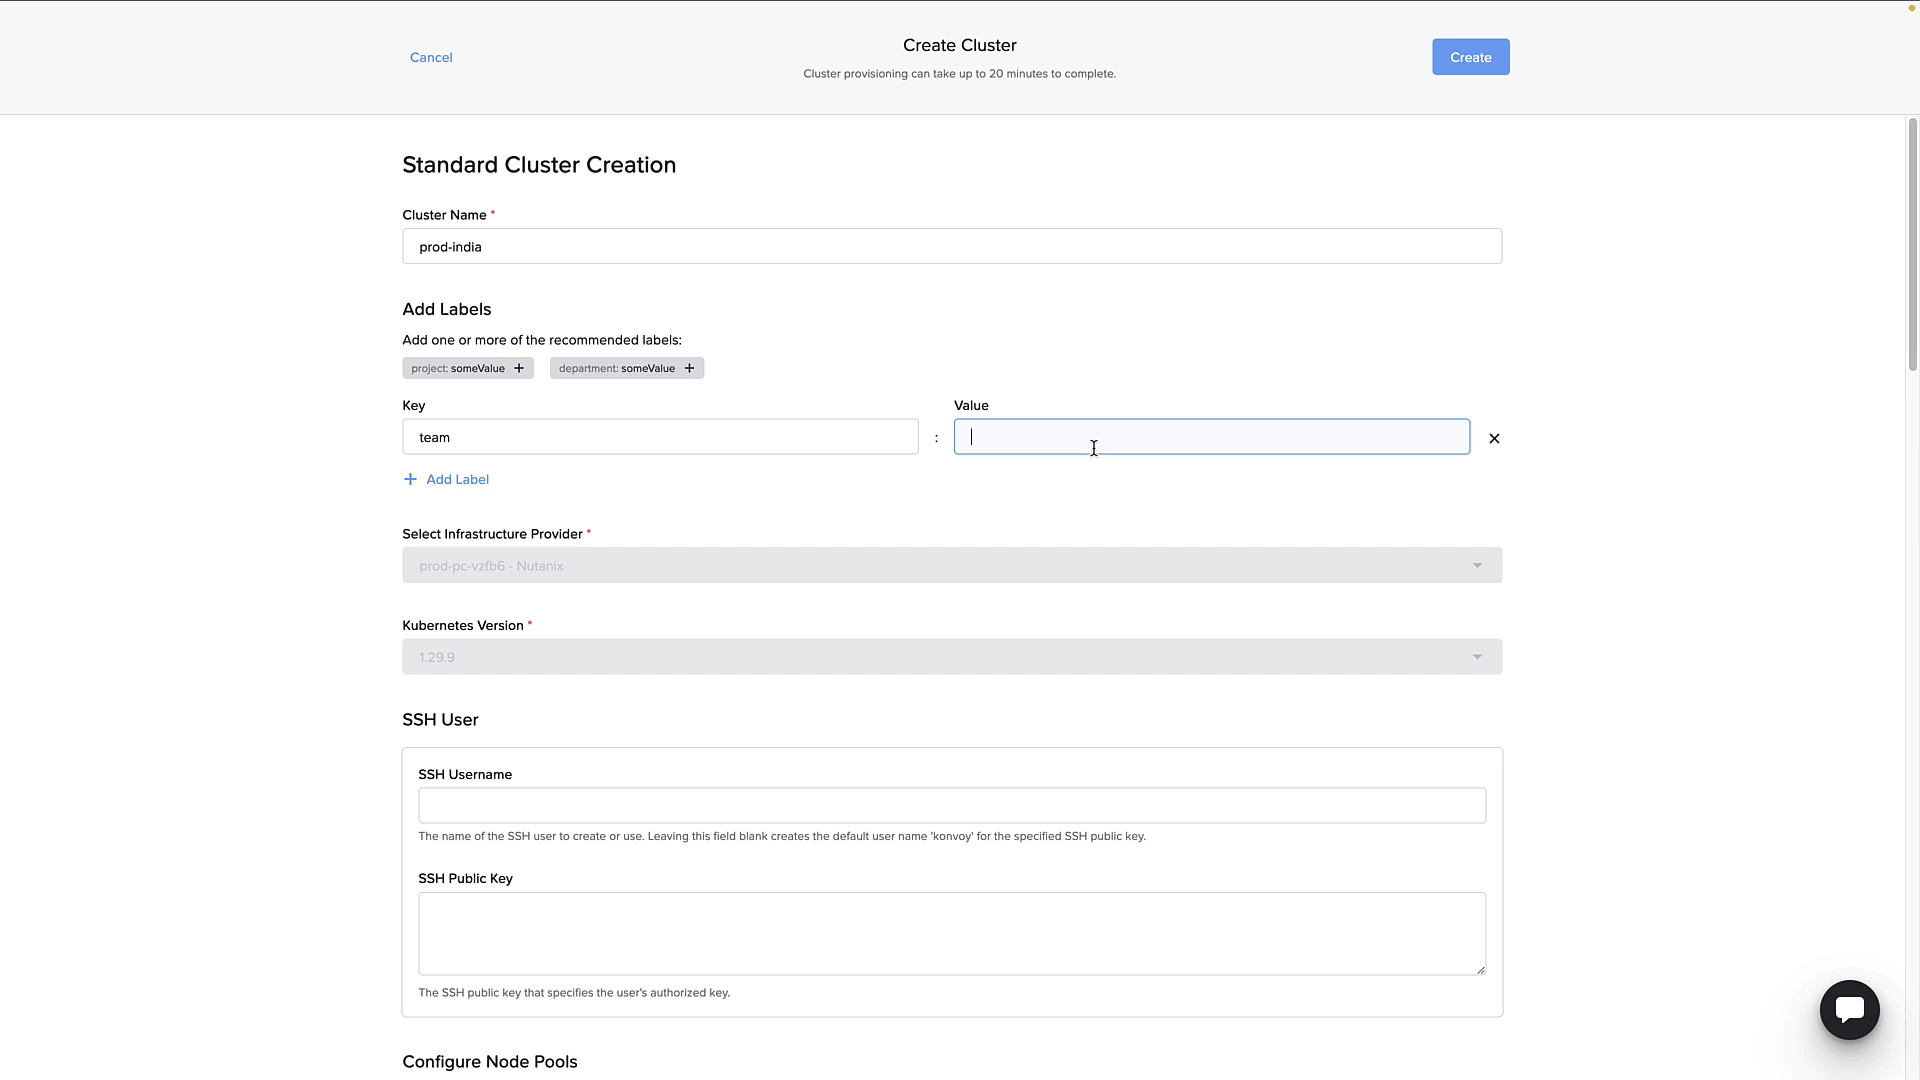 Cancel
Create Cluster
Cluster provisioning can take up to 20 minutes to complete.
Create
Standard Cluster Creation
Cluster Name *
prod-india
Add Labels
Add one or more of the recommended labels:
project: someValue +
department: someValue +
Key
Value
team
:
+ Add Label
Select Infrastructure Provider *
prod-pc-vzfb6 - Nutanix
Kubernetes Version *
1.29.9
SSH User
SSH Username
The name of the SSH user to create or use. Leaving this field blank creates the default user name 'konvoy' for the specified SSH public key.
SSH Public Key
The SSH public key that specifies the user's authorized key.
Configure Node Pools